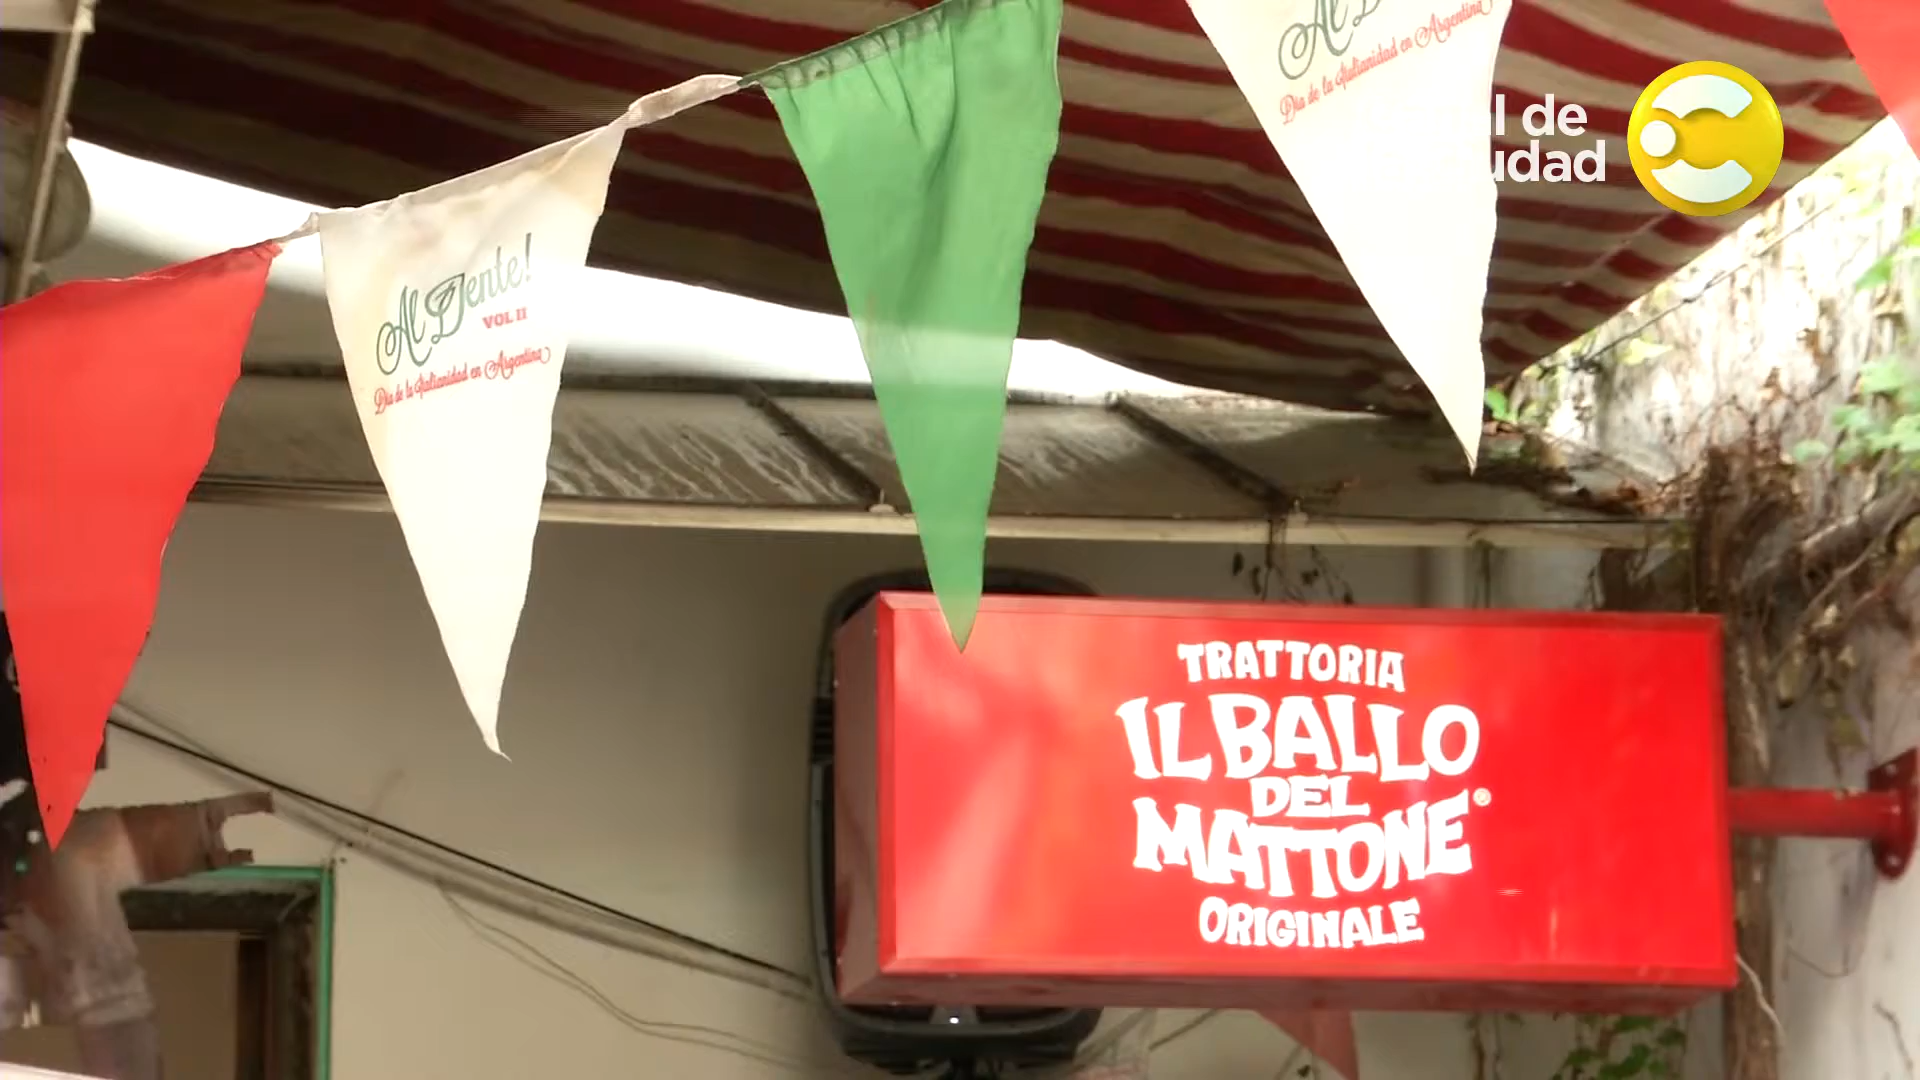 Al Dente!
VOL II
Día de la Italianidad en Argentina
Al
Día de la Italianidad en Argentina
de
TRATTORIA
IL BALLO
DEL
MATTONE®
ORIGINALE